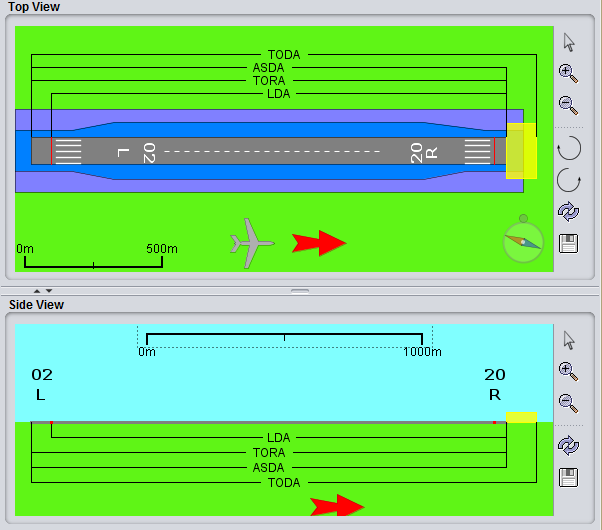 Top View
TODA
ASDA
TORA
LDA
L
02
20
R
0m
500m
Side View
0m
1000m
02
L
20
R
LDA
TORA
ASDA
TODA